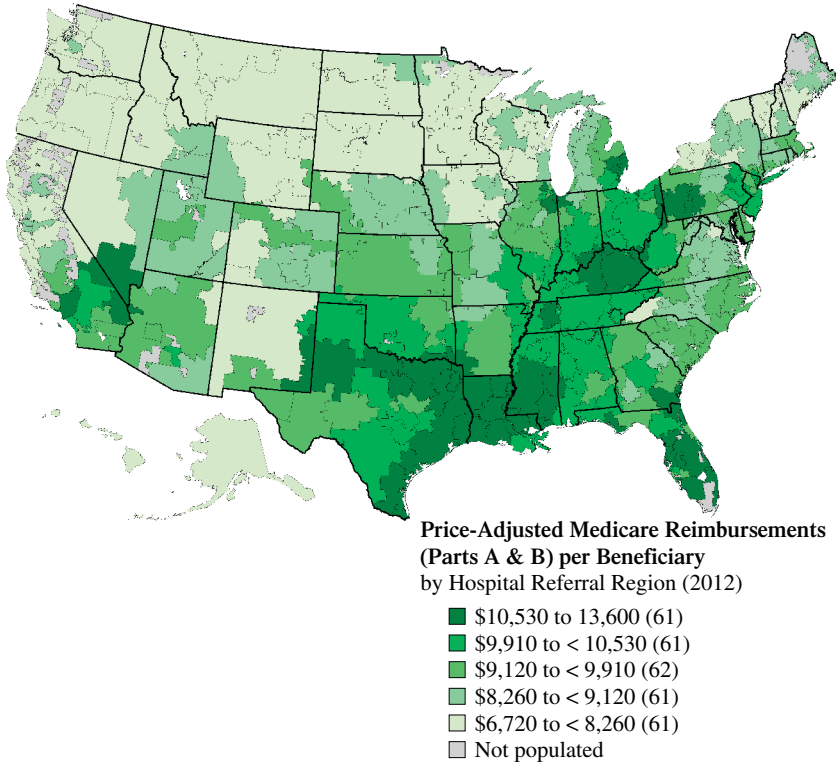 Price-Adjusted Medicare Reimbursements
(Parts A & B) per Beneficiary
by Hospital Referral Region (2012)
$10,530 to 13,600 (61)
$9,910 to < 10,530 (61)
$9,120 to < 9,910 (62)
$8,260 to < 9,120 (61)
$6,720 to < 8,260 (61)
Not populated